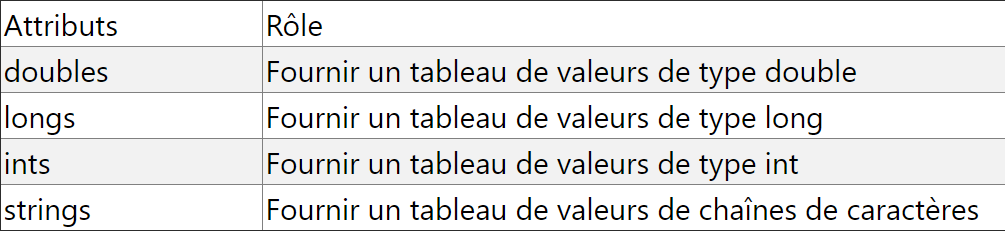 Attributs Rôle
doubles Fournir un tableau de valeurs de type double
longs Fournir un tableau de valeurs de type long
ints Fournir un tableau de valeurs de type int
strings Fournir un tableau de valeurs de chaînes de caractères